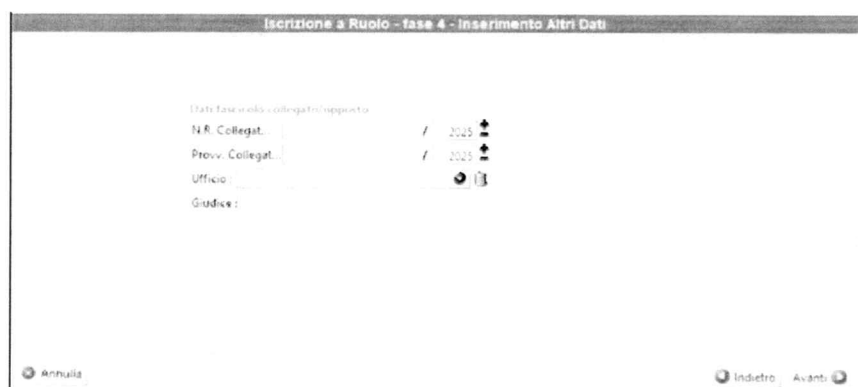 Iscrizione a Ruolo - fase 4 - Inserimento Altri Dati
Dati fascicolo collegato/opposto
N.R. Collegat... / 2025
Provv. Collegat... / 2025
Ufficio :
Giudice :
Annulla Indietro Avanti